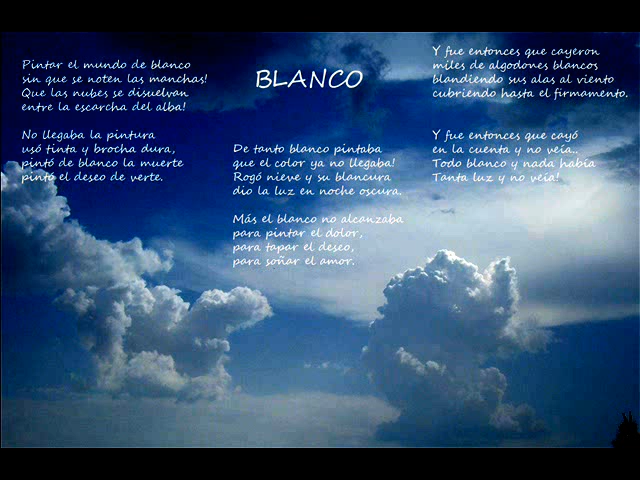 BLANCO
Pintar el mundo de blanco
sin que se noten las manchas!
Que las nubes se disuelvan
entre la escarcha del alba!
No llegaba la pintura
usó tinta y brocha dura,
pintó de blanco la muerte
pintó el deseo de verte.
De tanto blanco pintaba
que el color ya no llegaba!
Rogó nieve y su blancura
dio la luz en noche oscura.
Más el blanco no alcanzaba
para pintar el dolor,
para tapar el deseo,
para soñar el amor.
Y fue entonces que cayeron
miles de algodones blancos
blandiendo sus alas al viento
cubriendo hasta el firmamento.
Y fue entonces que cayó
en la cuenta y no veía..
Todo blanco y nada había
Tanta luz y no veía!